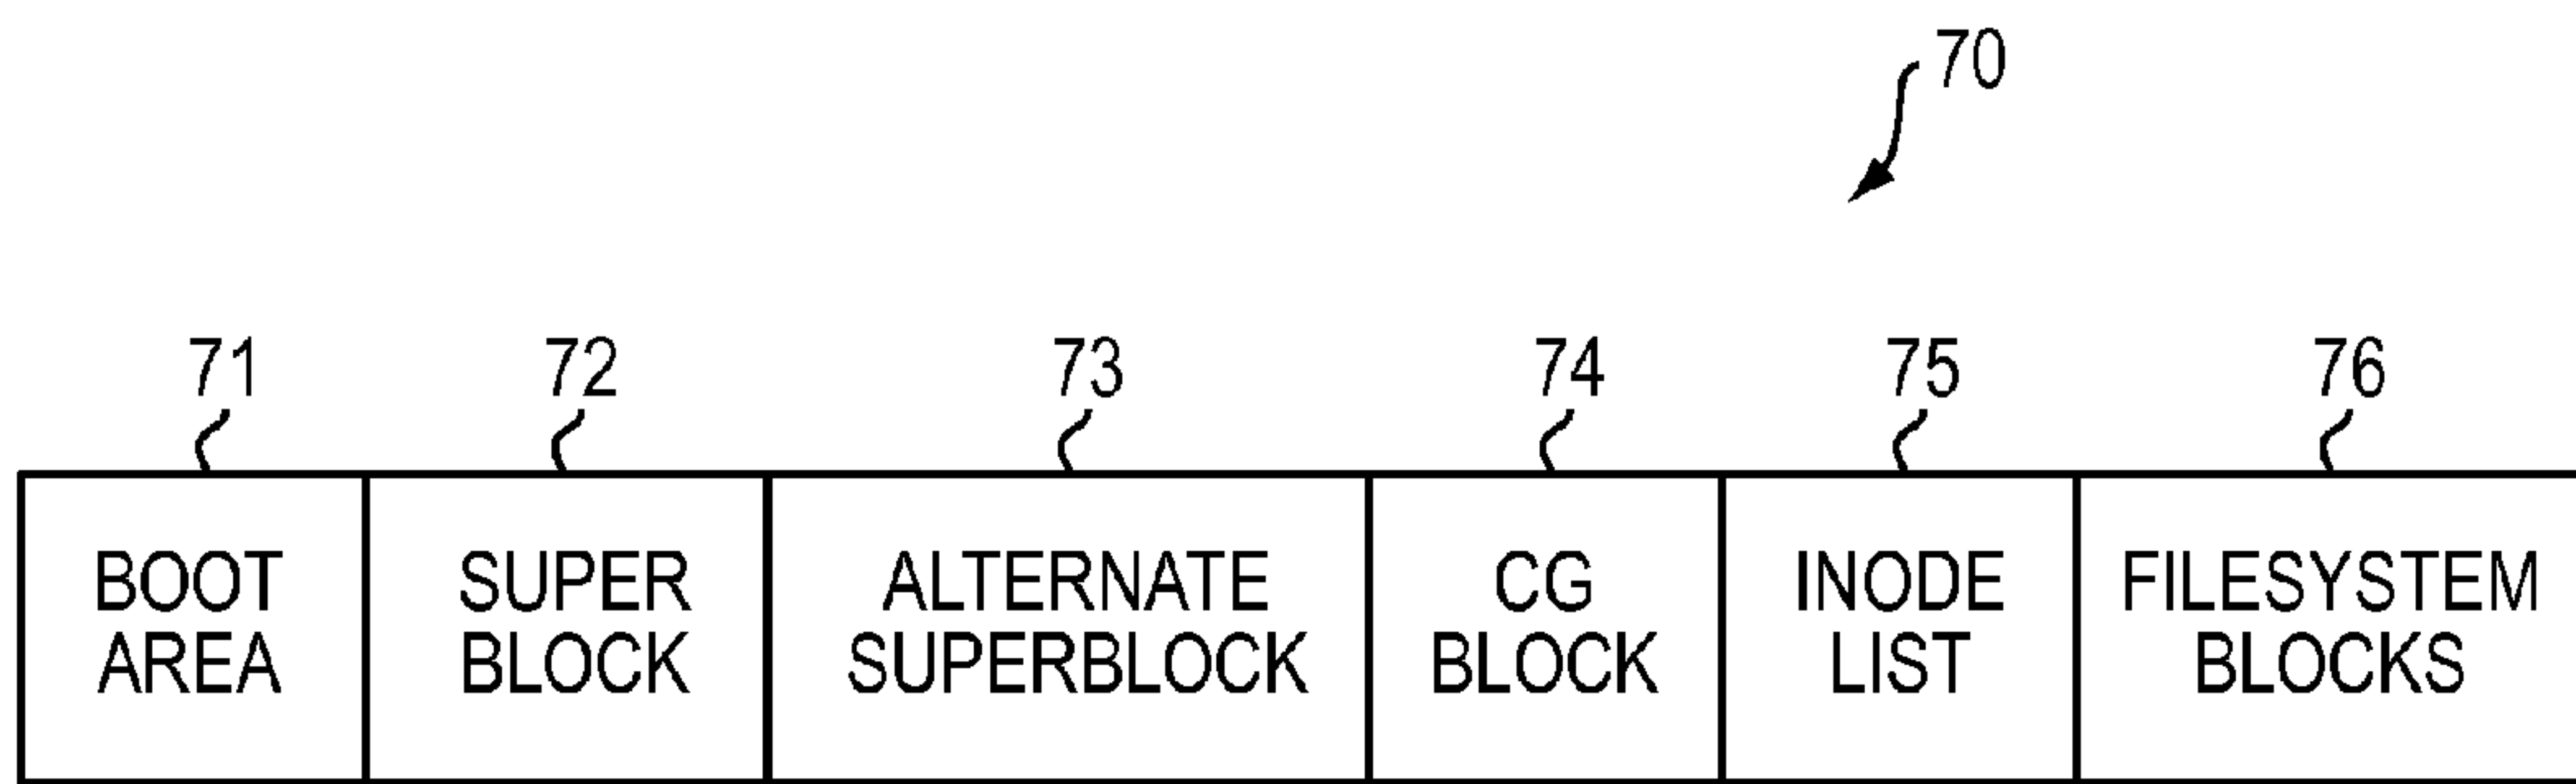 70
71 72 73 74 75 76
BOOT AREA
SUPER BLOCK
ALTERNATE SUPERBLOCK
CG BLOCK
INODE LIST
FILESYSTEM BLOCKS